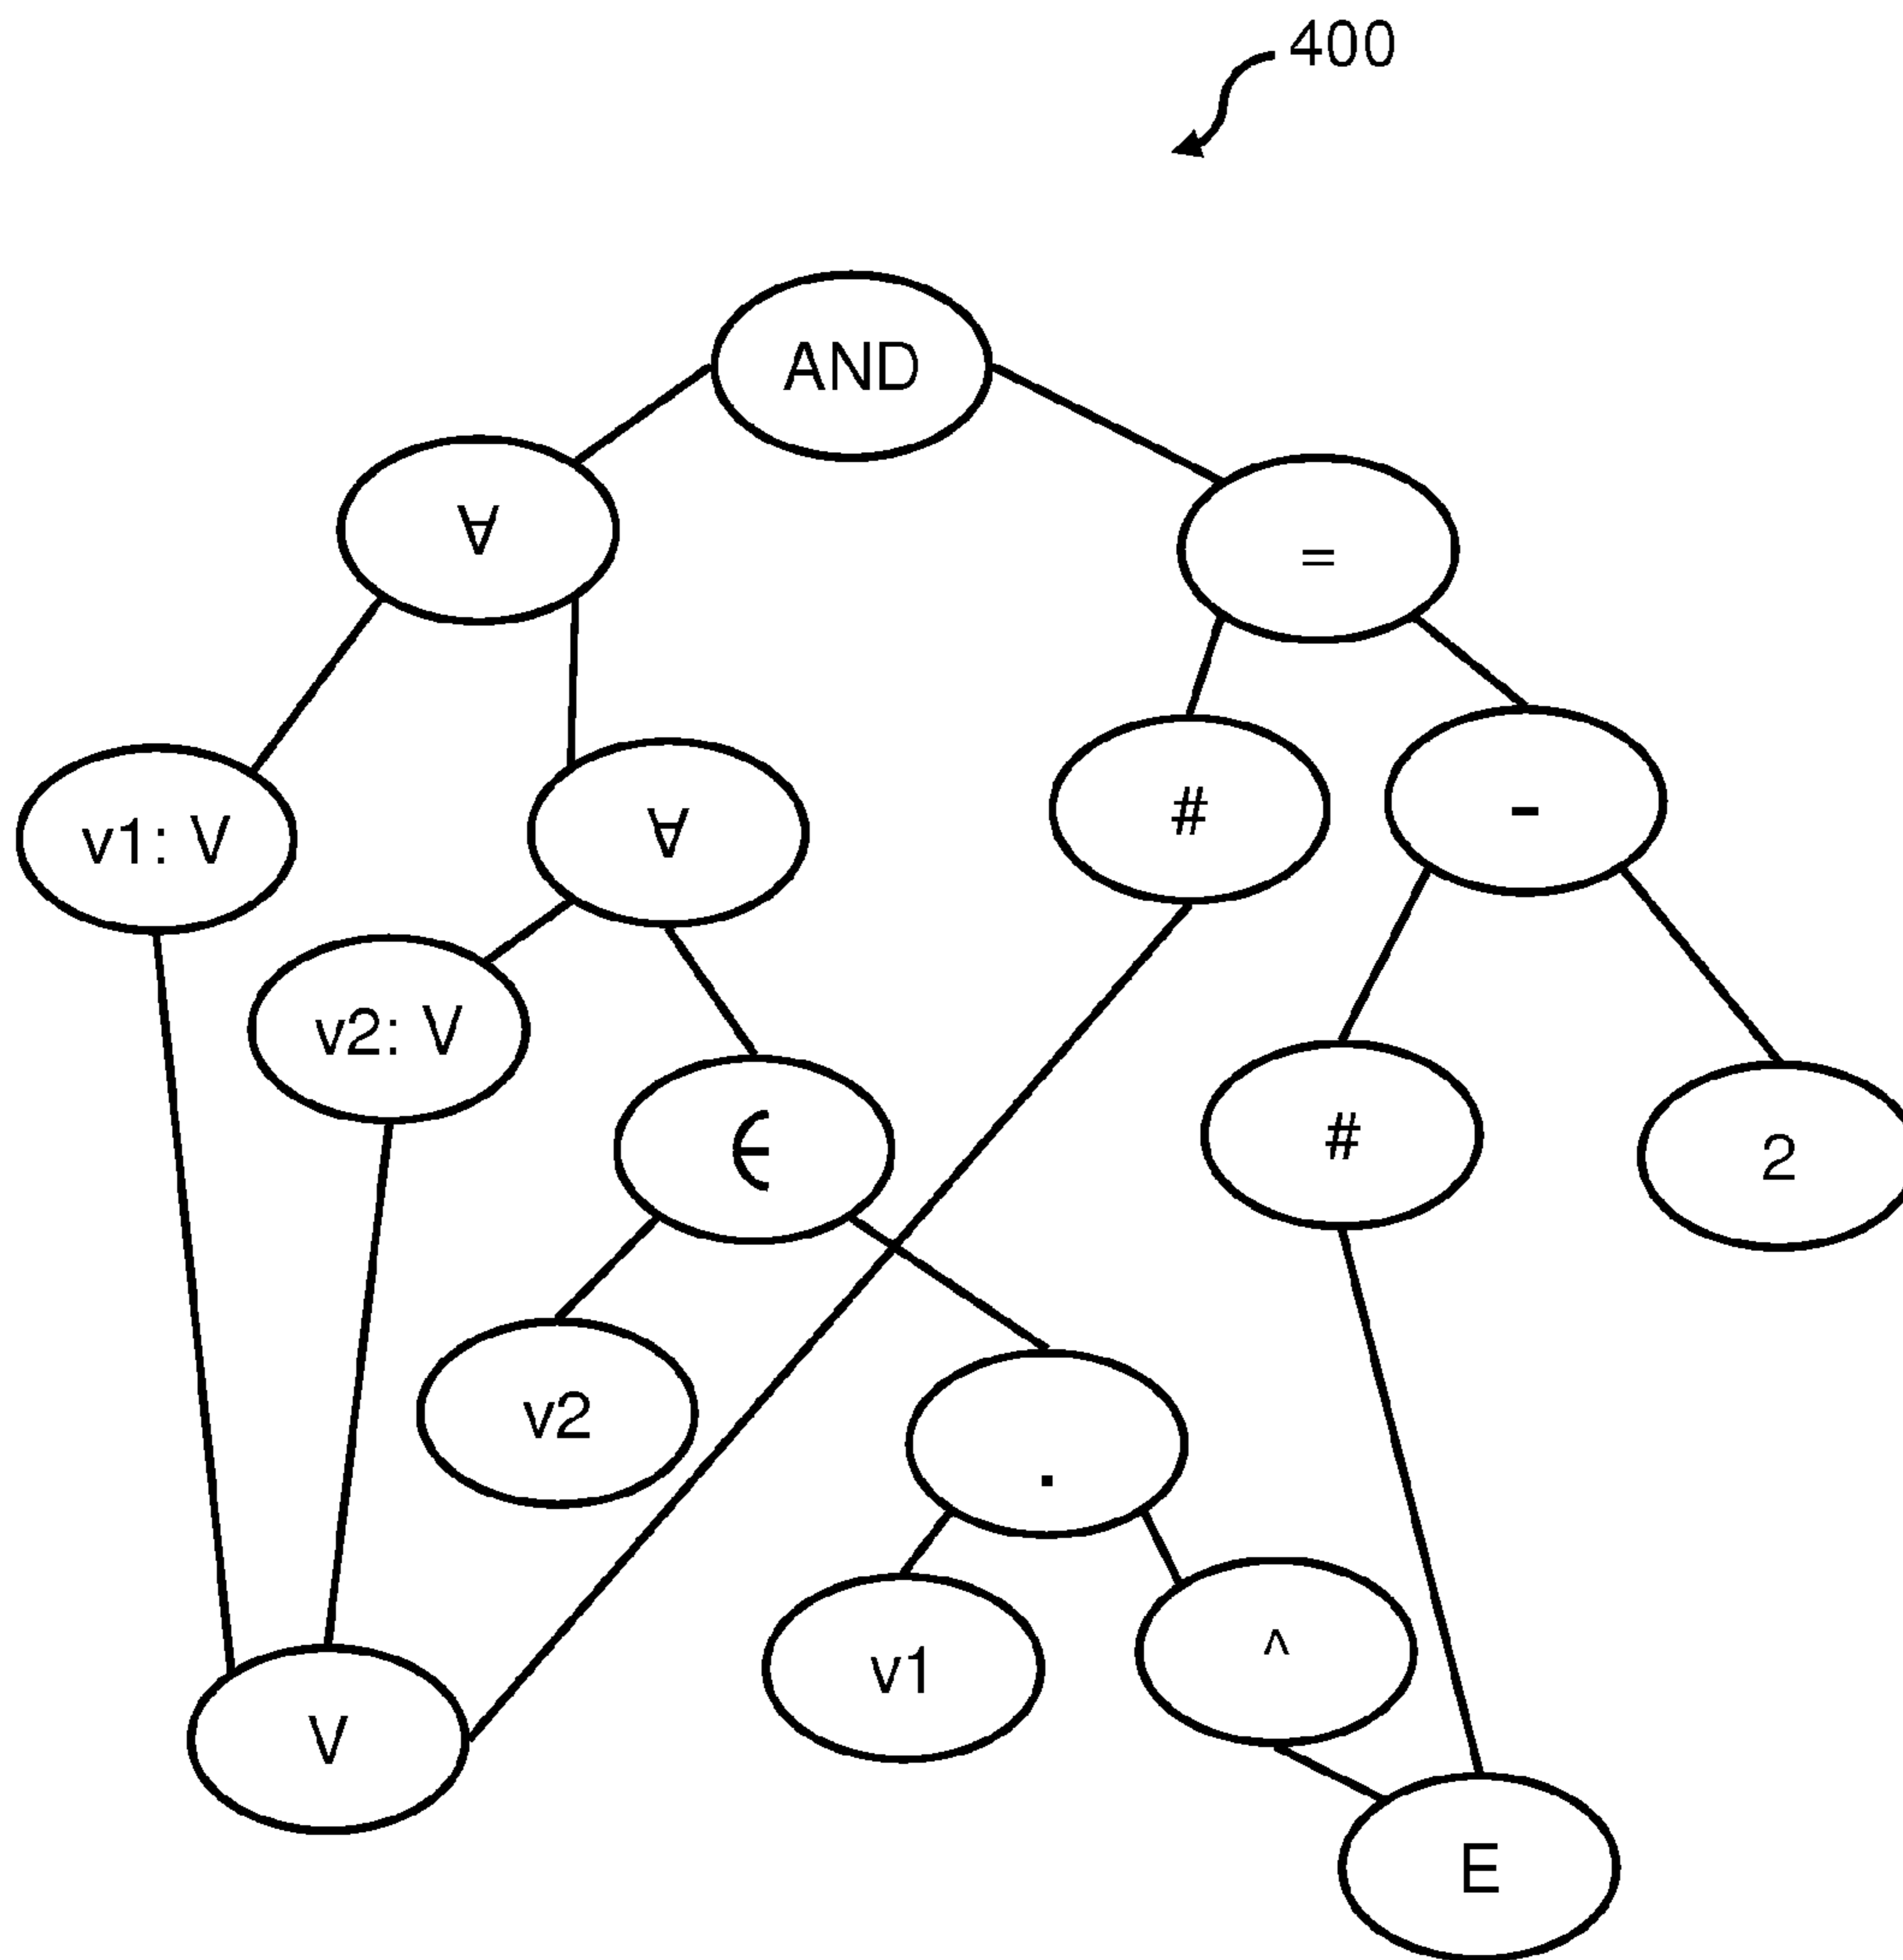 400
AND
∀
=
v1: V
∀
#
-
v2: V
∈
#
2
v2
.
v1
^
V
E